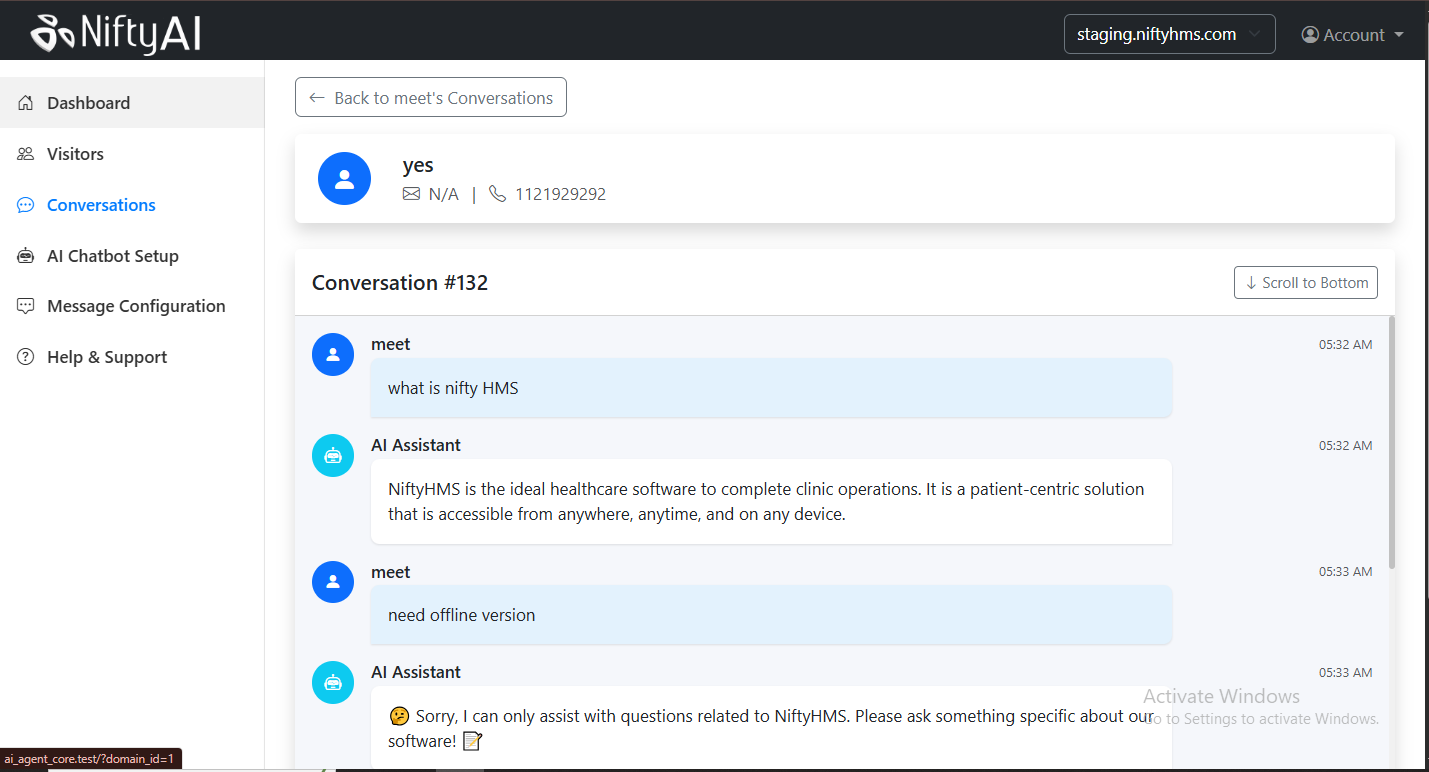 NiftyAI
staging.niftyhms.com
Account
Dashboard
Visitors
Conversations
AI Chatbot Setup
Message Configuration
Help & Support
← Back to meet's Conversations
yes
N/A | 1121929292
Conversation #132
↓ Scroll to Bottom
meet
05:32 AM
what is nifty HMS
AI Assistant
05:32 AM
NiftyHMS is the ideal healthcare software to complete clinic operations. It is a patient-centric solution
that is accessible from anywhere, anytime, and on any device.
meet
05:33 AM
need offline version
AI Assistant
05:33 AM
🤔 Sorry, I can only assist with questions related to NiftyHMS. Please ask something specific about our
software! 📝
Activate Windows
Go to Settings to activate Windows.
ai_agent_core.test/?domain_id=1